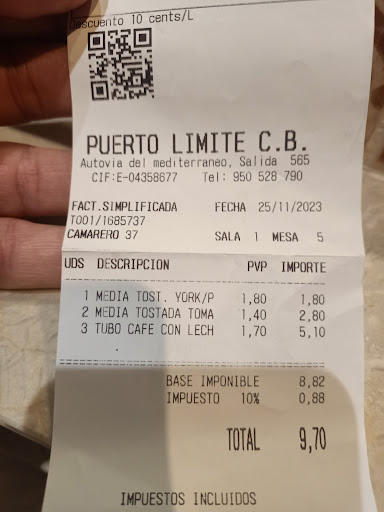 Descuento 10 cents/L
PUERTO LIMITE C.B.
Autovia del mediterraneo, Salida 565
CIF:E-04358677 Tel: 950 528 790
FACT.SIMPLIFICADA FECHA 25/11/2023
T001/1685737
CAMARERO 37 SALA 1 MESA 5
UDS DESCRIPCION PVP IMPORTE
1 MEDIA TOST. YORK/P 1,80 1,80
2 MEDIA TOSTADA TOMA 1,40 2,80
3 TUBO CAFE CON LECH 1,70 5,10
BASE IMPONIBLE 8,82
IMPUESTO 10% 0,88
TOTAL 9,70
IMPUESTOS INCLUIDOS